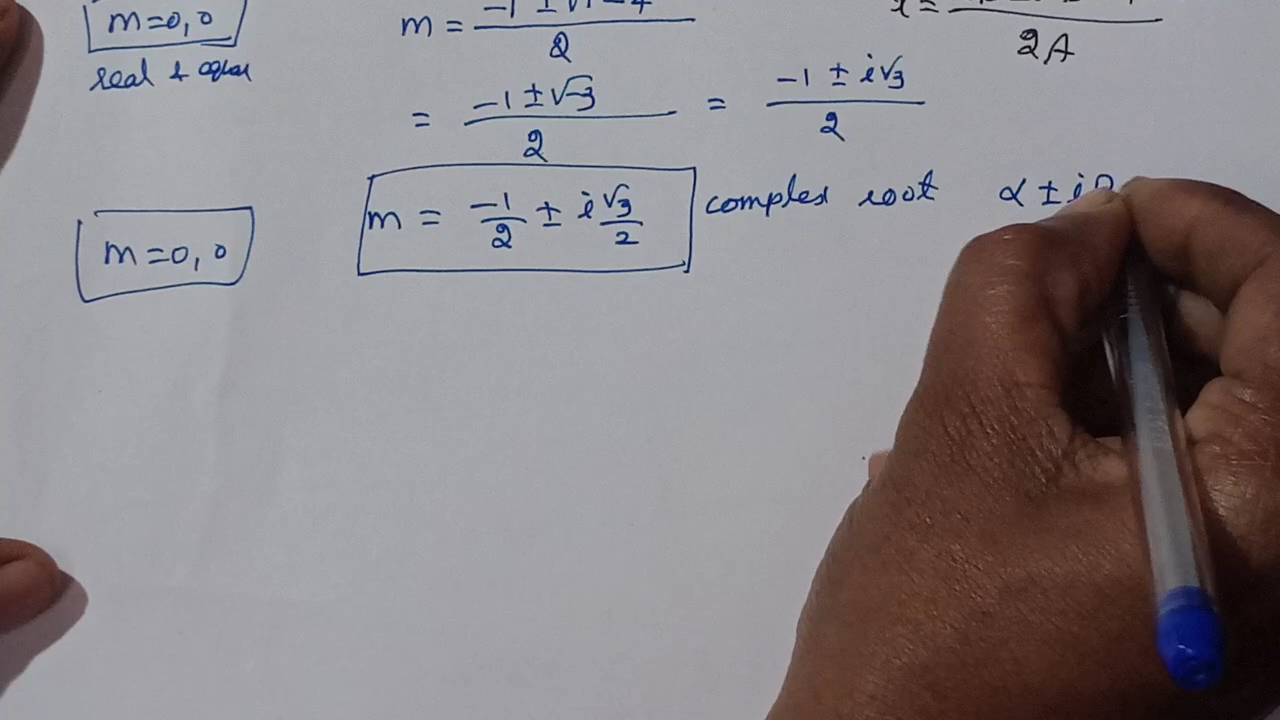 m=0,0
real & equal
m = -1 ± √1-4 / 2
2A
= -1 ± √-3 / 2 = -1 ± i√3 / 2
m = -1/2 ± i √3/2 complex root α ± i
m=0,0